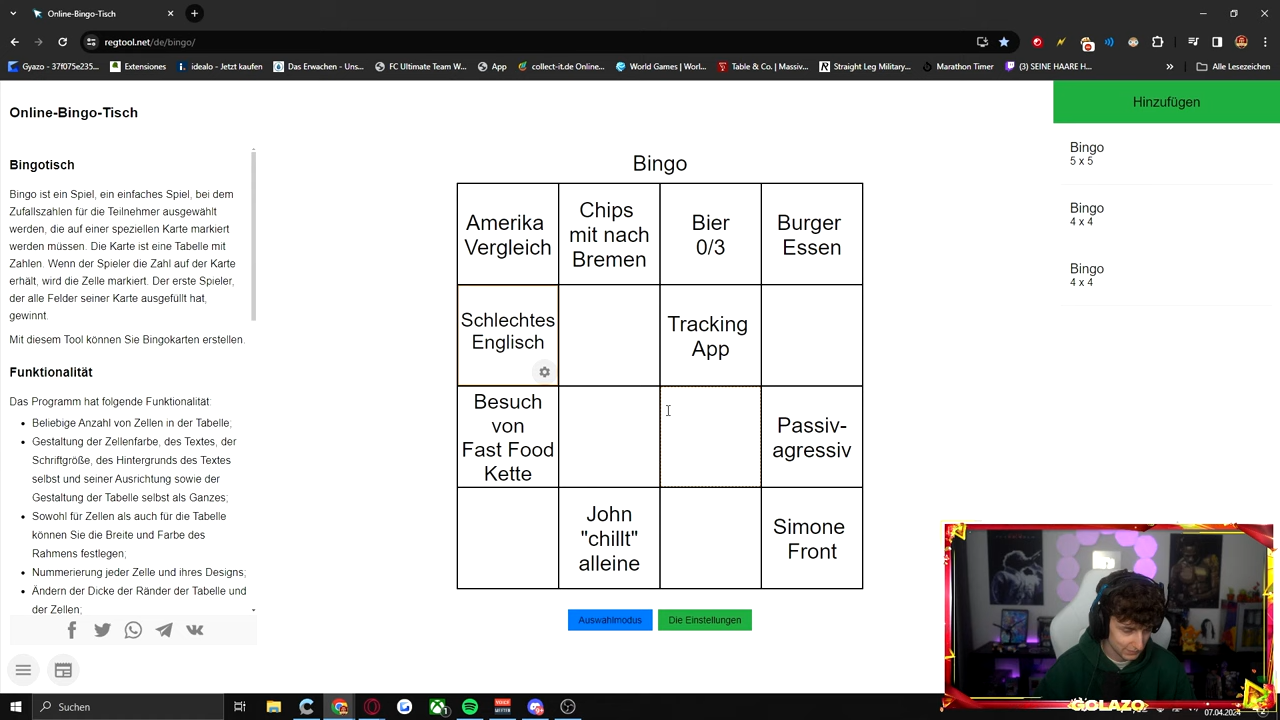 Online-Bingo-Tisch
regtool.net/de/bingo/
Gyazo - 37f075e235...
Extensiones
idealo - Jetzt kaufen
Das Erwachen - Uns...
FC Ultimate Team W...
App
collect-it.de Online...
World Games | Worl...
Table & Co. | Massiv...
Straight Leg Military...
Marathon Timer
(3) SEINE HAARE H...
»
Alle Lesezeichen
Online-Bingo-Tisch
Bingotisch
Bingo ist ein Spiel, ein einfaches Spiel, bei dem
Zufallszahlen für die Teilnehmer ausgewählt
werden, die auf einer speziellen Karte markiert
werden müssen. Die Karte ist eine Tabelle mit
Zahlen. Wenn der Spieler die Zahl auf der Karte
erhält, wird die Zelle markiert. Der erste Spieler,
der alle Felder seiner Karte ausgefüllt hat,
gewinnt.
Mit diesem Tool können Sie Bingokarten erstellen.
Funktionalität
Das Programm hat folgende Funktionalität:
Beliebige Anzahl von Zellen in der Tabelle;
Gestaltung der Zellenfarbe, des Textes, der
Schriftgröße, des Hintergrunds des Textes
selbst und seiner Ausrichtung sowie der
Gestaltung der Tabelle selbst als Ganzes;
Sowohl für Zellen als auch für die Tabelle
können Sie die Breite und Farbe des
Rahmens festlegen;
Nummerierung jeder Zelle und ihres Designs;
Ändern der Dicke der Ränder der Tabelle und
der Zellen;
Bingo
Amerika
Vergleich
Chips
mit nach
Bremen
Bier
0/3
Burger
Essen
Schlechtes
Englisch
Tracking
App
Besuch
von
Fast Food
Kette
Passiv-
agressiv
John
"chillt"
alleine
Simone
Front
Auswahlmodus
Die Einstellungen
Hinzufügen
Bingo
5 x 5
Bingo
4 x 4
Bingo
4 x 4
GOLAZO
Suchen
07.04.2024